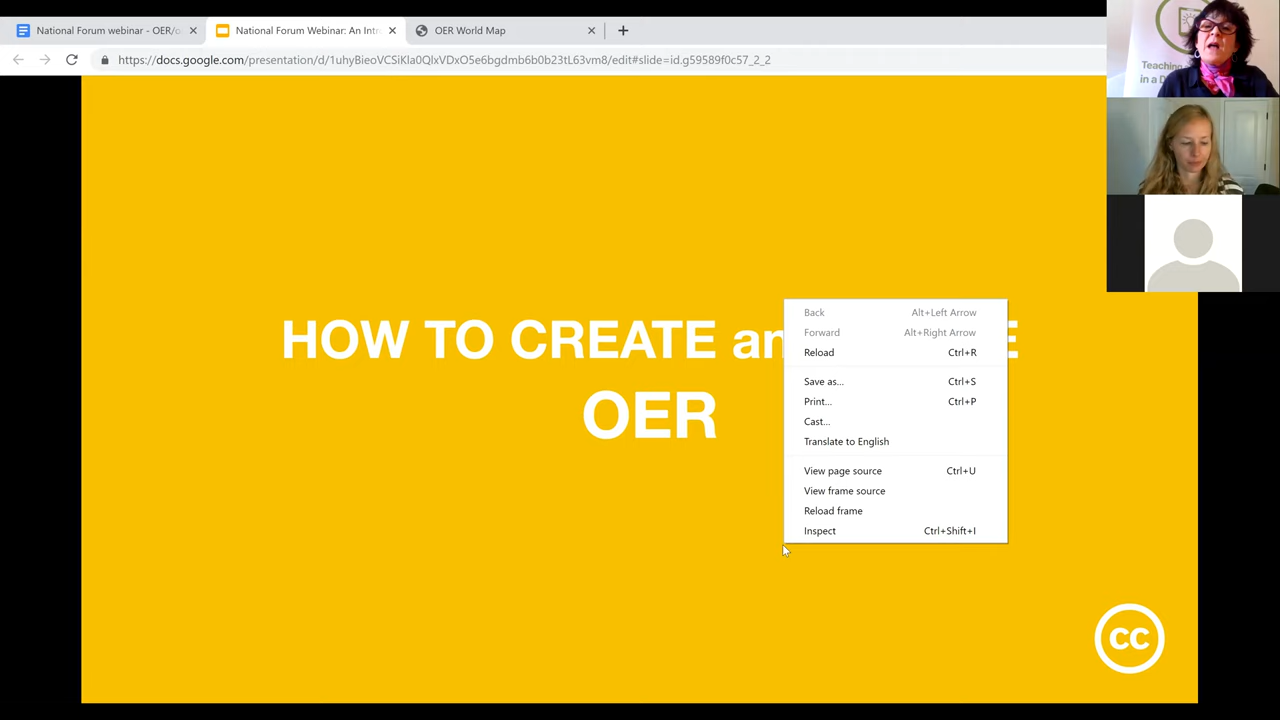 National Forum webinar - OER/o
National Forum Webinar: An Intr
OER World Map
https://docs.google.com/presentation/d/1uhyBieoVCSiKIa0QlxVDxO5e6bgdmb6b0b23tL63vm8/edit#slide=id.g59589f0c57_2_2
Teaching
in a D
HOW TO CREATE an
E
OER
Back Alt+Left Arrow
Forward Alt+Right Arrow
Reload Ctrl+R
Save as... Ctrl+S
Print... Ctrl+P
Cast...
Translate to English
View page source Ctrl+U
View frame source
Reload frame
Inspect Ctrl+Shift+I
cc